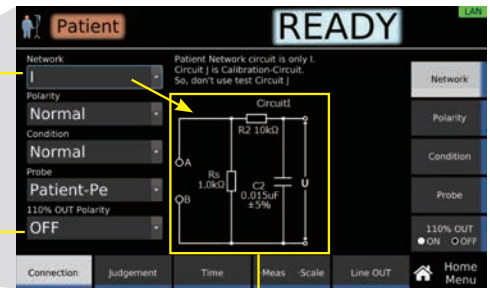 LAN
Patient
READY
Network
I
Polarity
Normal
Condition
Normal
Probe
Patient-Pe
110% OUT Polarity
OFF
Patient Network circuit is only I.
Circuit J is Calibration-Circuit.
So, don't use test Circuit J
CircuitI
R2 10kΩ
A
B
Rs
1.0kΩ
C2
0.015uF
±5%
U
Network
Polarity
Condition
Probe
110% OUT
ON OFF
Connection
Judgement
Time
Meas Scale
Line OUT
Home
Menu